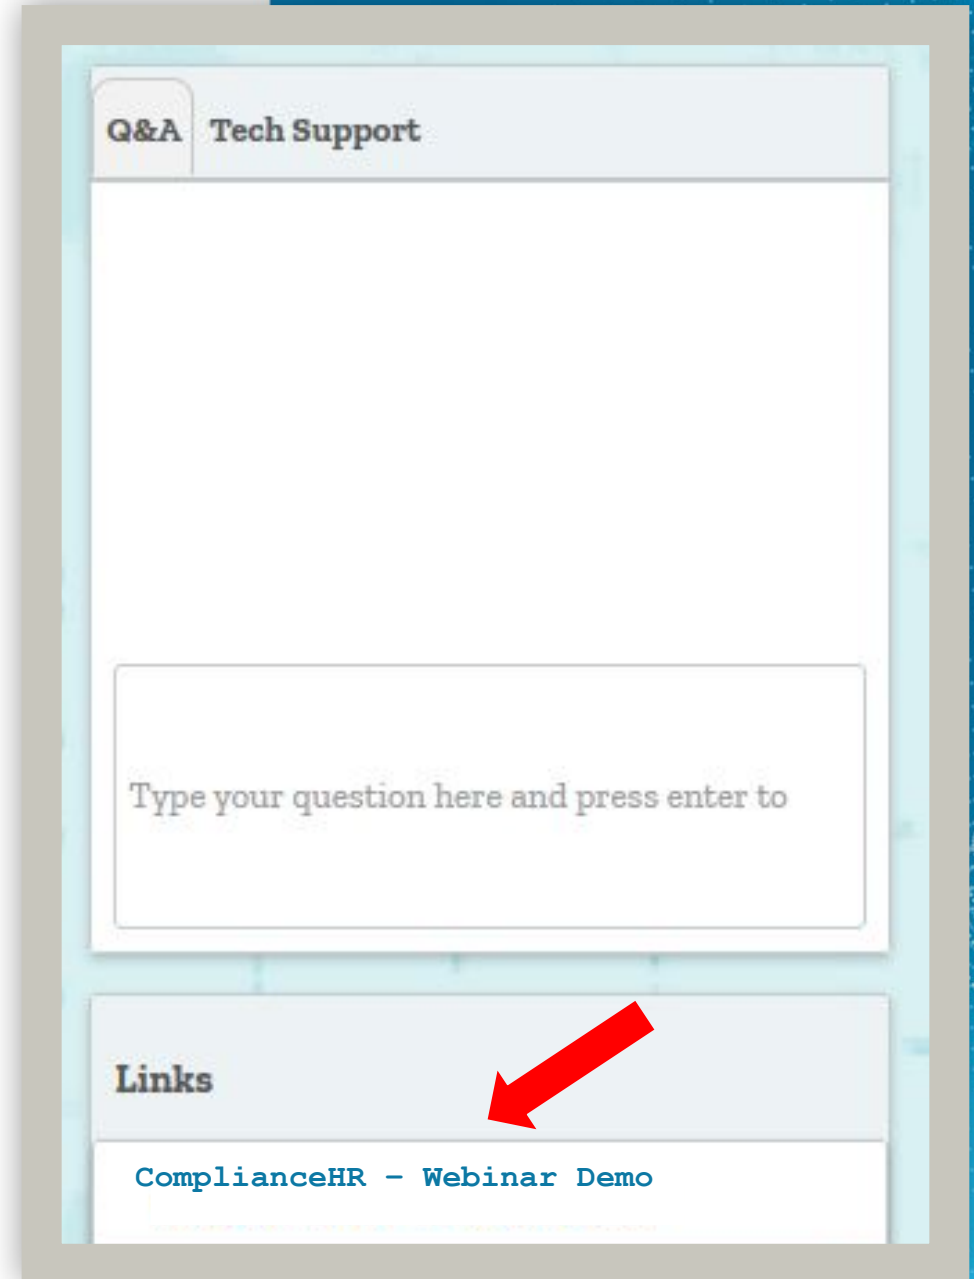 Q&A Tech Support
Type your question here and press enter to
Links
ComplianceHR – Webinar Demo